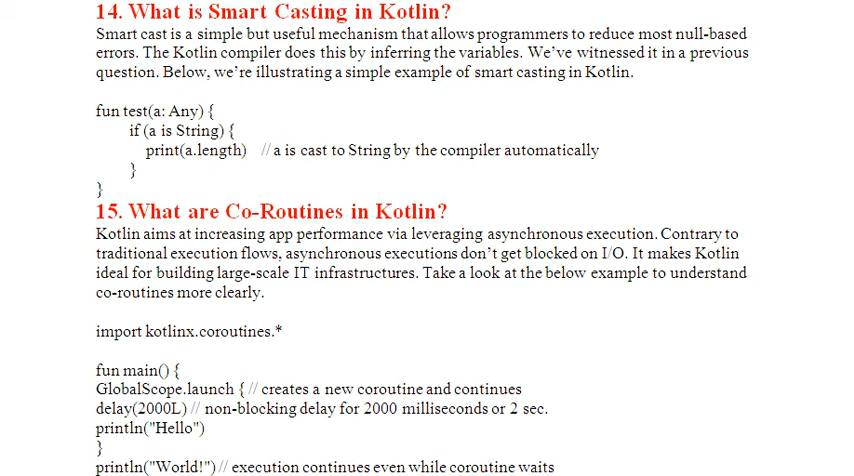 14. What is Smart Casting in Kotlin?
Smart cast is a simple but useful mechanism that allows programmers to reduce most null-based
errors. The Kotlin compiler does this by inferring the variables. We've witnessed it in a previous
question. Below, we're illustrating a simple example of smart casting in Kotlin.
fun test(a: Any) {
if (a is String) {
print(a.length) // a is cast to String by the compiler automatically
}
}
15. What are Co-Routines in Kotlin?
Kotlin aims at increasing app performance via leveraging asynchronous execution. Contrary to
traditional execution flows, asynchronous executions don't get blocked on I/O. It makes Kotlin
ideal for building large-scale IT infrastructures. Take a look at the below example to understand
co-routines more clearly.
import kotlinx.coroutines.*
fun main() {
GlobalScope.launch { // creates a new coroutine and continues
delay(2000L) // non-blocking delay for 2000 milliseconds or 2 sec.
println("Hello")
}
println("World!") // execution continues even while coroutine waits